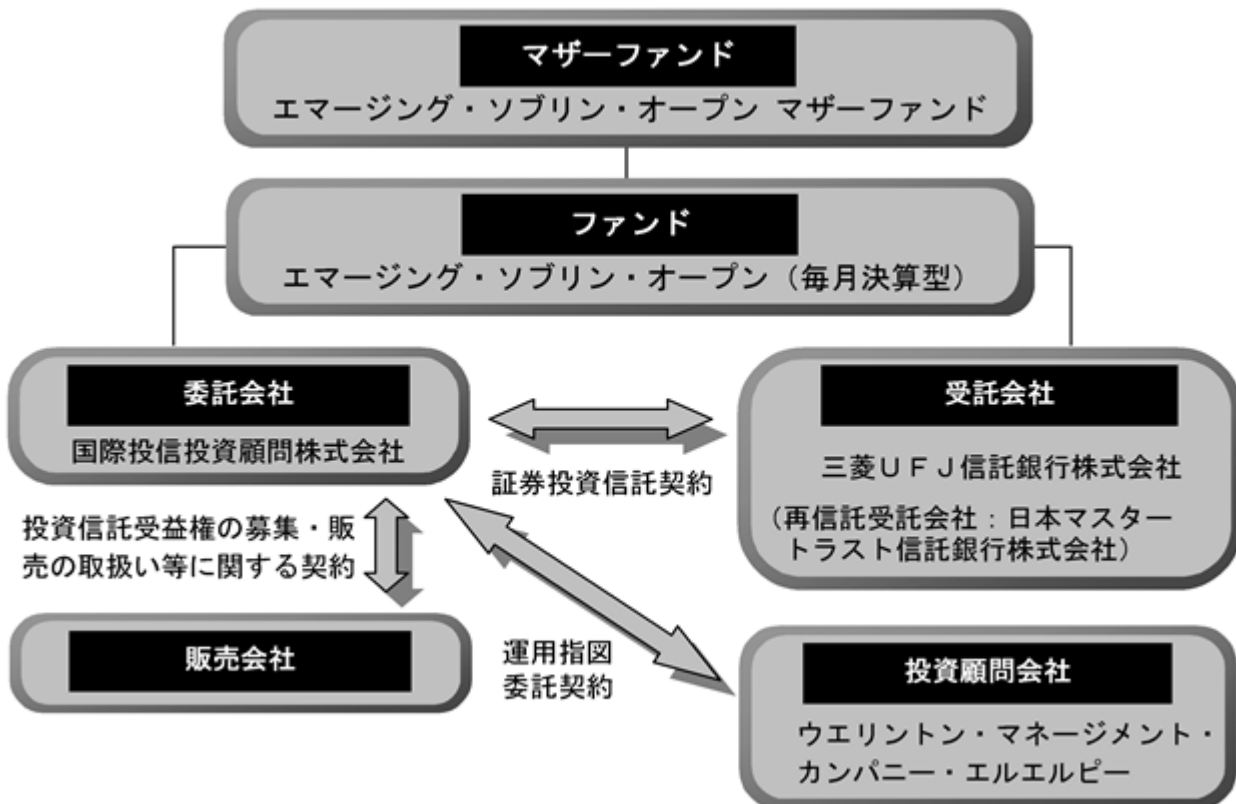 マザーファンド
エマージング・ソブリン・オープン マザーファンド
ファンド
エマージング・ソブリン・オープン（毎月決算型）
委託会社
国際投信投資顧問株式会社
受託会社
三菱ＵＦＪ信託銀行株式会社
（再信託受託会社：日本マスター
トラスト信託銀行株式会社）
証券投資信託契約
投資信託受益権の募集・販
売の取扱い等に関する契約
販売会社
運用指図
委託契約
投資顧問会社
ウエリントン・マネージメント・
カンパニー・エルエルピー